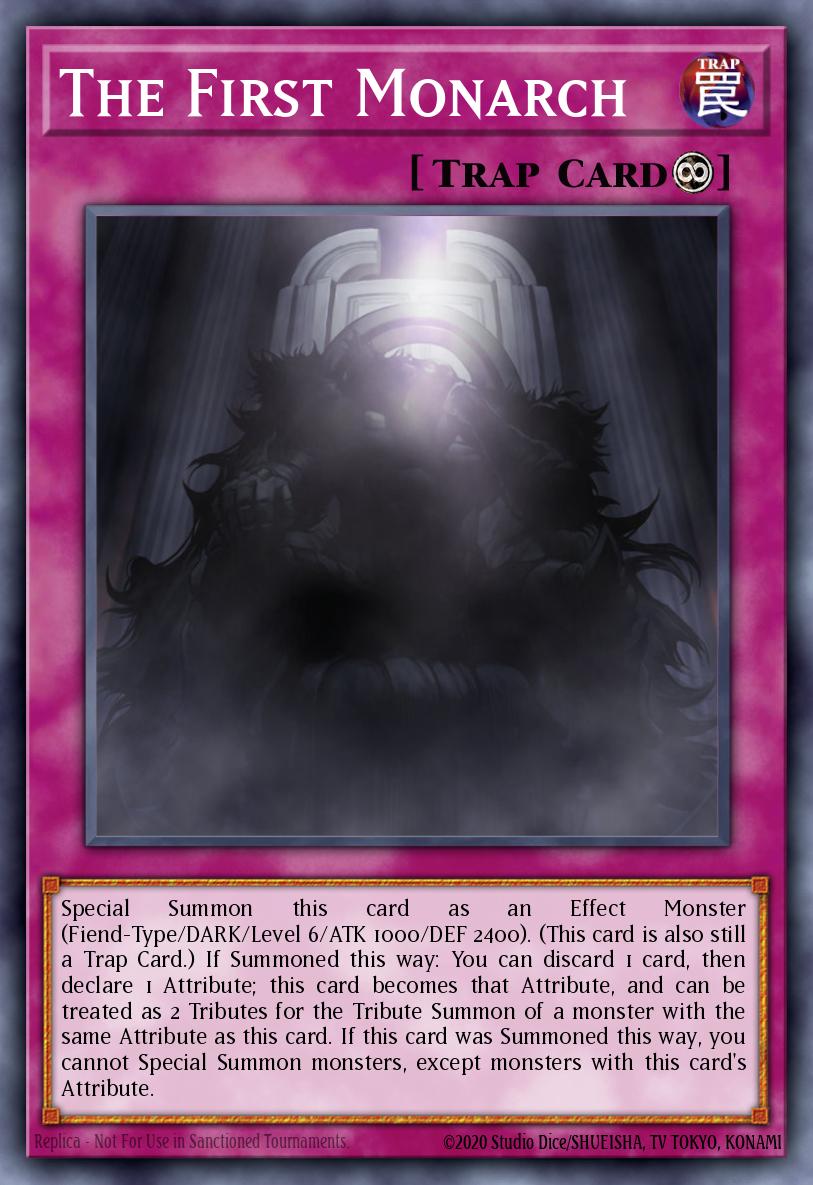 The First Monarch
TRAP
罠
[ Trap Card ∞]
Special Summon this card as an Effect Monster
(Fiend-Type/DARK/Level 6/ATK 1000/DEF 2400). (This card is also still
a Trap Card.) If Summoned this way: You can discard 1 card, then
declare 1 Attribute; this card becomes that Attribute, and can be
treated as 2 Tributes for the Tribute Summon of a monster with the
same Attribute as this card. If this card was Summoned this way, you
cannot Special Summon monsters, except monsters with this card's
Attribute.
Replica - Not For Use in Sanctioned Tournaments.
©2020 Studio Dice/SHUEISHA, TV TOKYO, KONAMI